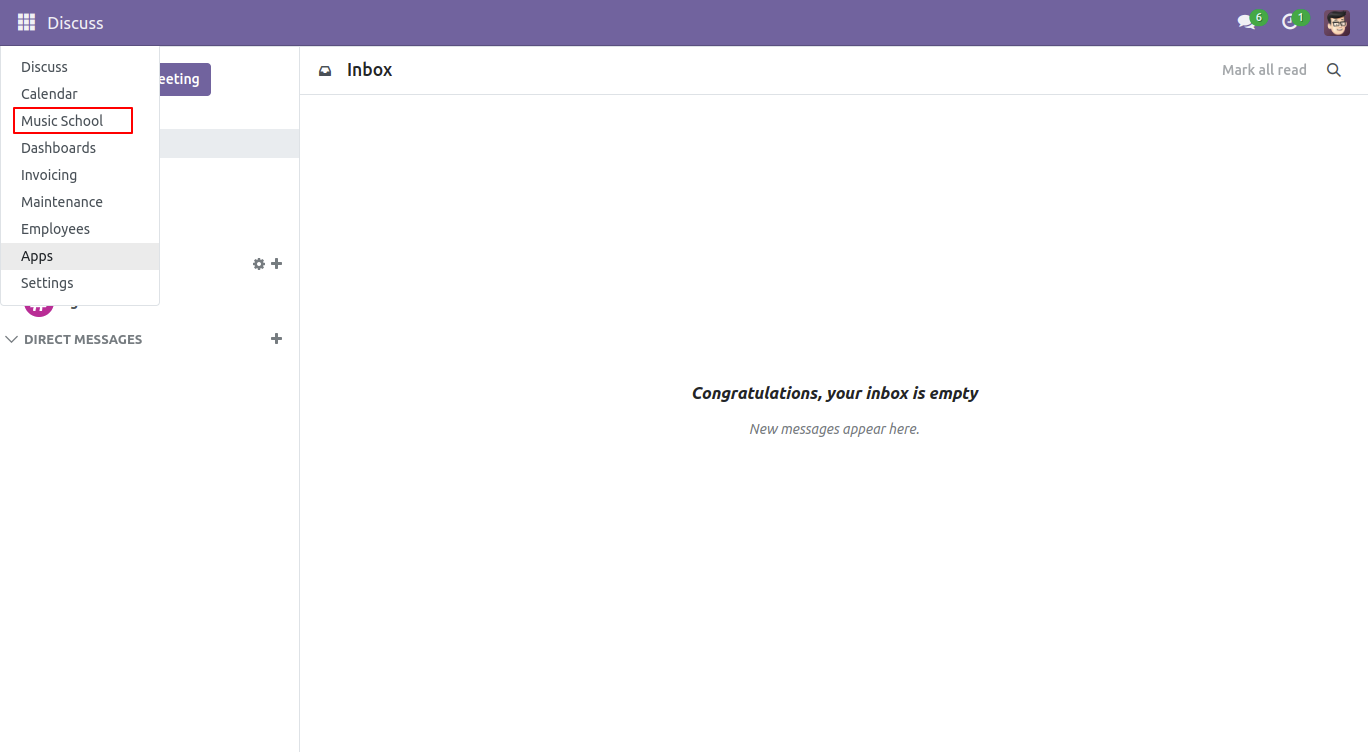 Discuss
6
1
Discuss
Calendar
Music School
Dashboards
Invoicing
Maintenance
Employees
Apps
Settings
eeting
DIRECT MESSAGES
Inbox
Mark all read
Congratulations, your inbox is empty
New messages appear here.